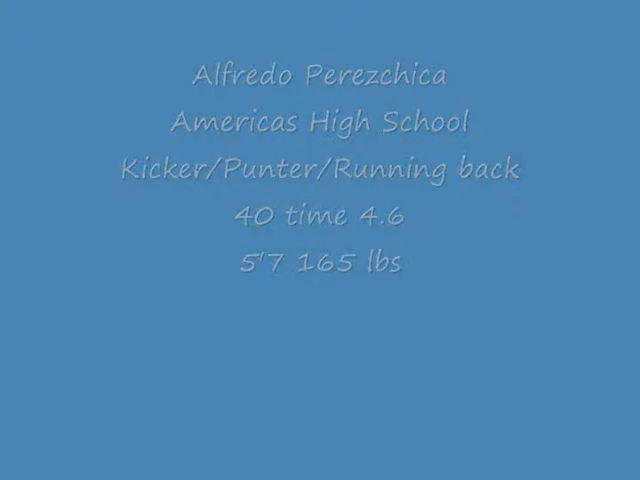 Alfredo Perezchica
Americas High School
Kicker/Punter/Running back
40 time 4.6
5'7 165 lbs